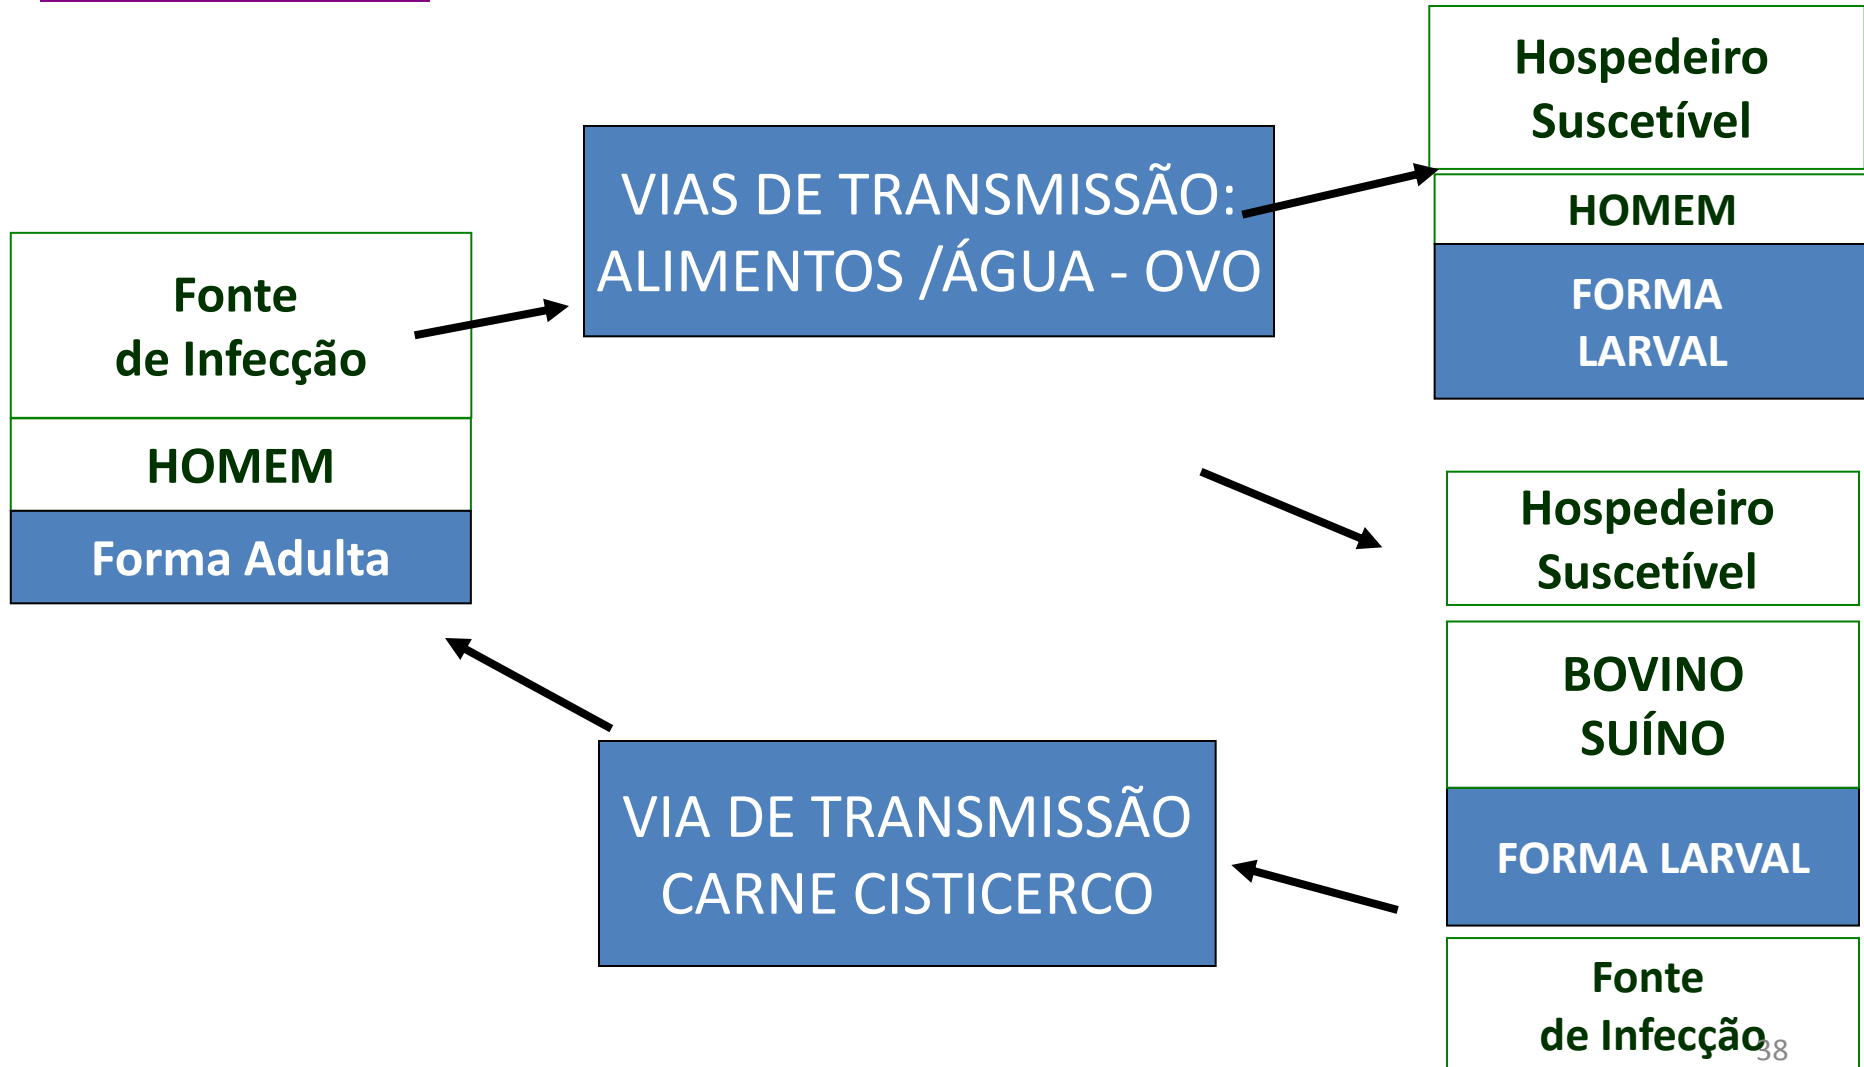 Fonte
de Infecção
HOMEM
Forma Adulta
VIAS DE TRANSMISSÃO:
ALIMENTOS /ÁGUA - OVO
Hospedeiro
Suscetível
HOMEM
FORMA
LARVAL
Hospedeiro
Suscetível
BOVINO
SUÍNO
FORMA LARVAL
Fonte
de Infecção
VIA DE TRANSMISSÃO
CARNE CISTICERCO
38